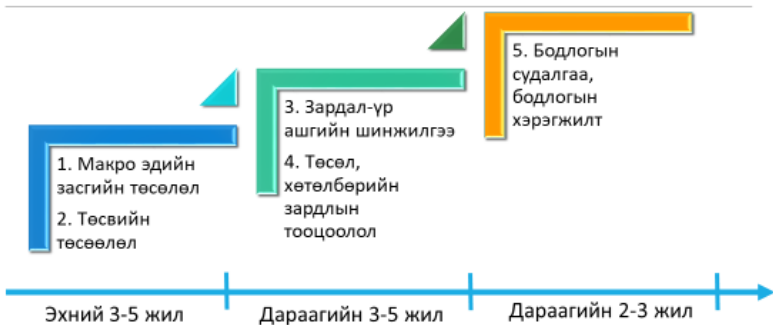 1. Макро эдийн
засгийн төсөлөл
2. Төсвийн
төсөөлөл
3. Зардал-үр
ашгийн шинжилгээ
4. Төсөл,
хөтөлбөрийн
зардлын
тооцоолол
5. Бодлогын
судалгаа,
бодлогын
хэрэгжилт
Эхний 3-5 жил
Дараагийн 3-5 жил
Дараагийн 2-3 жил